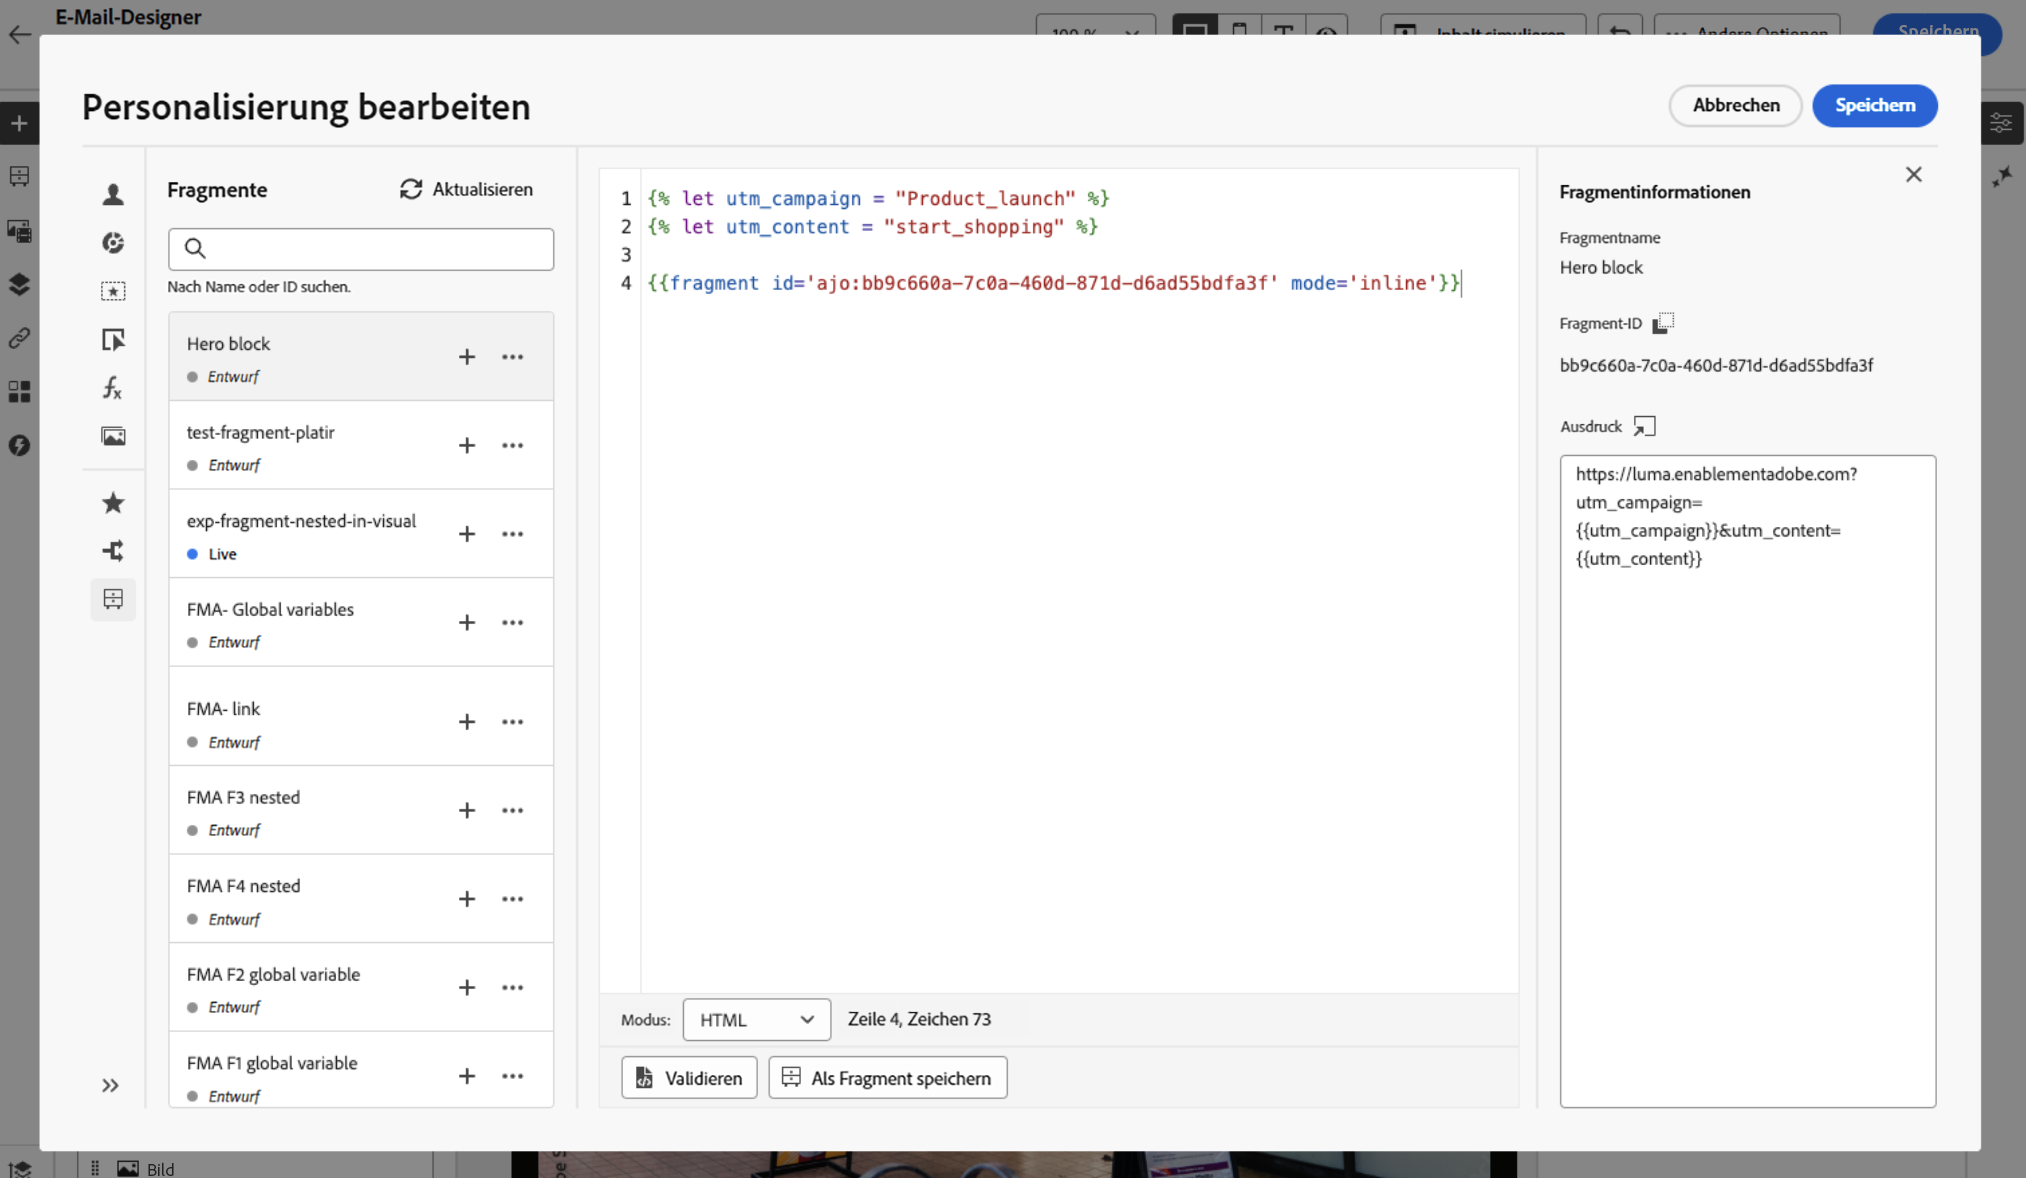 E-Mail-Designer
100 %
Inhalt simulieren
Andere Optionen
Speichern
Personalisierung bearbeiten
Abbrechen
Speichern
Fragmente
Aktualisieren
Nach Name oder ID suchen.
Hero block
Entwurf
test-fragment-platir
Entwurf
exp-fragment-nested-in-visual
Live
FMA- Global variables
Entwurf
FMA- link
Entwurf
FMA F3 nested
Entwurf
FMA F4 nested
Entwurf
FMA F2 global variable
Entwurf
FMA F1 global variable
Entwurf
1 {% let utm_campaign = "Product_launch" %}
2 {% let utm_content = "start_shopping" %}
3
4 {{fragment id='ajo:bb9c660a-7c0a-460d-871d-d6ad55bdfa3f' mode='inline'}}
Modus:
HTML
Zeile 4, Zeichen 73
Validieren
Als Fragment speichern
Fragmentinformationen
Fragmentname
Hero block
Fragment-ID
bb9c660a-7c0a-460d-871d-d6ad55bdfa3f
Ausdruck
https://luma.enablementadobe.com?
utm_campaign=
{{utm_campaign}}&utm_content=
{{utm_content}}
Bild